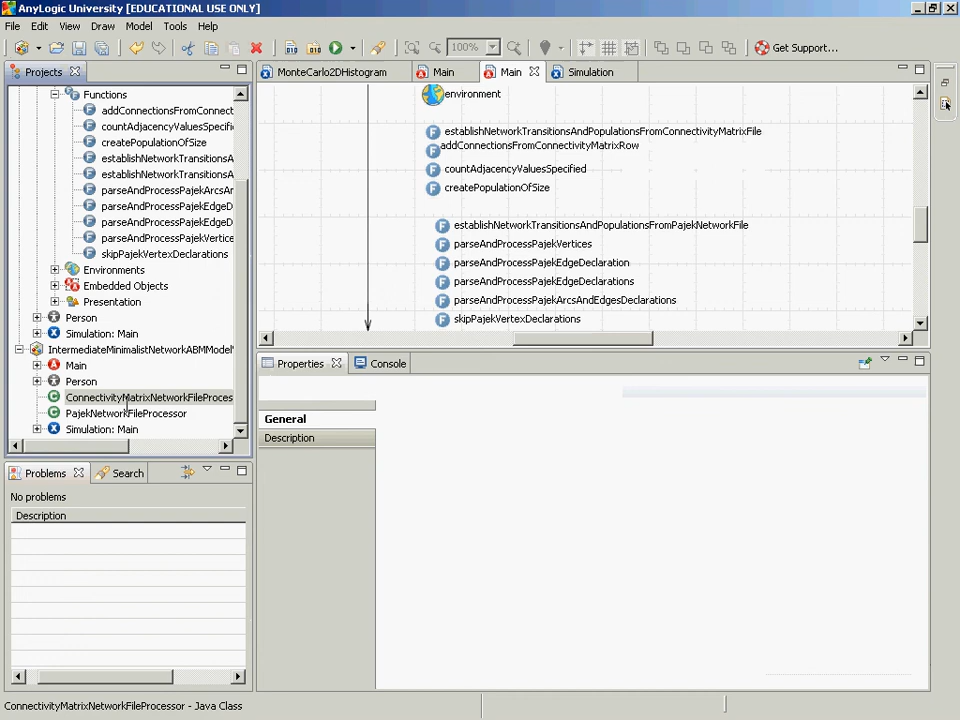 AnyLogic University [EDUCATIONAL USE ONLY]
File Edit View Draw Model Tools Help
100% Get Support...
Projects
Functions
addConnectionsFromConnect
countAdjacencyValuesSpecifi
createPopulationOfSize
establishNetworkTransitionsA
establishNetworkTransitionsA
parseAndProcessPajekArcsAr
parseAndProcessPajekEdgeD
parseAndProcessPajekEdgeD
parseAndProcessPajekVertice
skipPajekVertexDeclarations
Environments
Embedded Objects
Presentation
Person
Simulation: Main
IntermediateMinimalistNetworkABMModel*
Main
Person
ConnectivityMatrixNetworkFileProces
PajekNetworkFileProcessor
Simulation: Main
MonteCarlo2DHistogram Main Main Simulation
environment
establishNetworkTransitionsAndPopulationsFromConnectivityMatrixFile
addConnectionsFromConnectivityMatrixRow
countAdjacencyValuesSpecified
createPopulationOfSize
establishNetworkTransitionsAndPopulationsFromPajekNetworkFile
parseAndProcessPajekVertices
parseAndProcessPajekEdgeDeclaration
parseAndProcessPajekEdgeDeclarations
parseAndProcessPajekArcsAndEdgesDeclarations
skipPajekVertexDeclarations
Properties Console
General
Description
Problems Search
No problems
Description
ConnectivityMatrixNetworkFileProcessor - Java Class